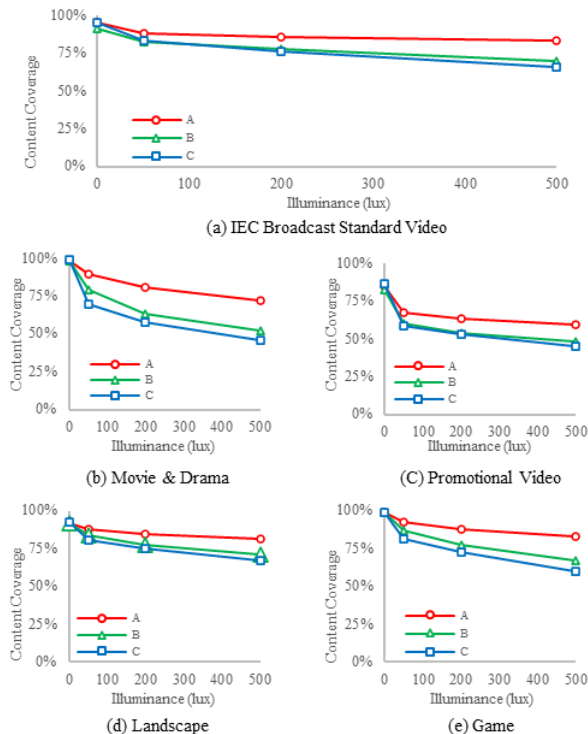 100%
75%
50%
25%
0%
Content Coverage
A
B
C
0 100 200 300 400 500
Illuminance (lux)
(a) IEC Broadcast Standard Video
100%
75%
50%
25%
0%
Content Coverage
A
B
C
0 100 200 300 400 500
Illuminance (lux)
(b) Movie & Drama
100%
75%
50%
25%
0%
Content Coverage
A
B
C
0 100 200 300 400 500
Illuminance (lux)
(C) Promotional Video
100%
75%
50%
25%
0%
Content Coverage
A
B
C
0 100 200 300 400 500
Illuminance (lux)
(d) Landscape
100%
75%
50%
25%
0%
Content Coverage
A
B
C
0 100 200 300 400 500
Illuminance (lux)
(e) Game